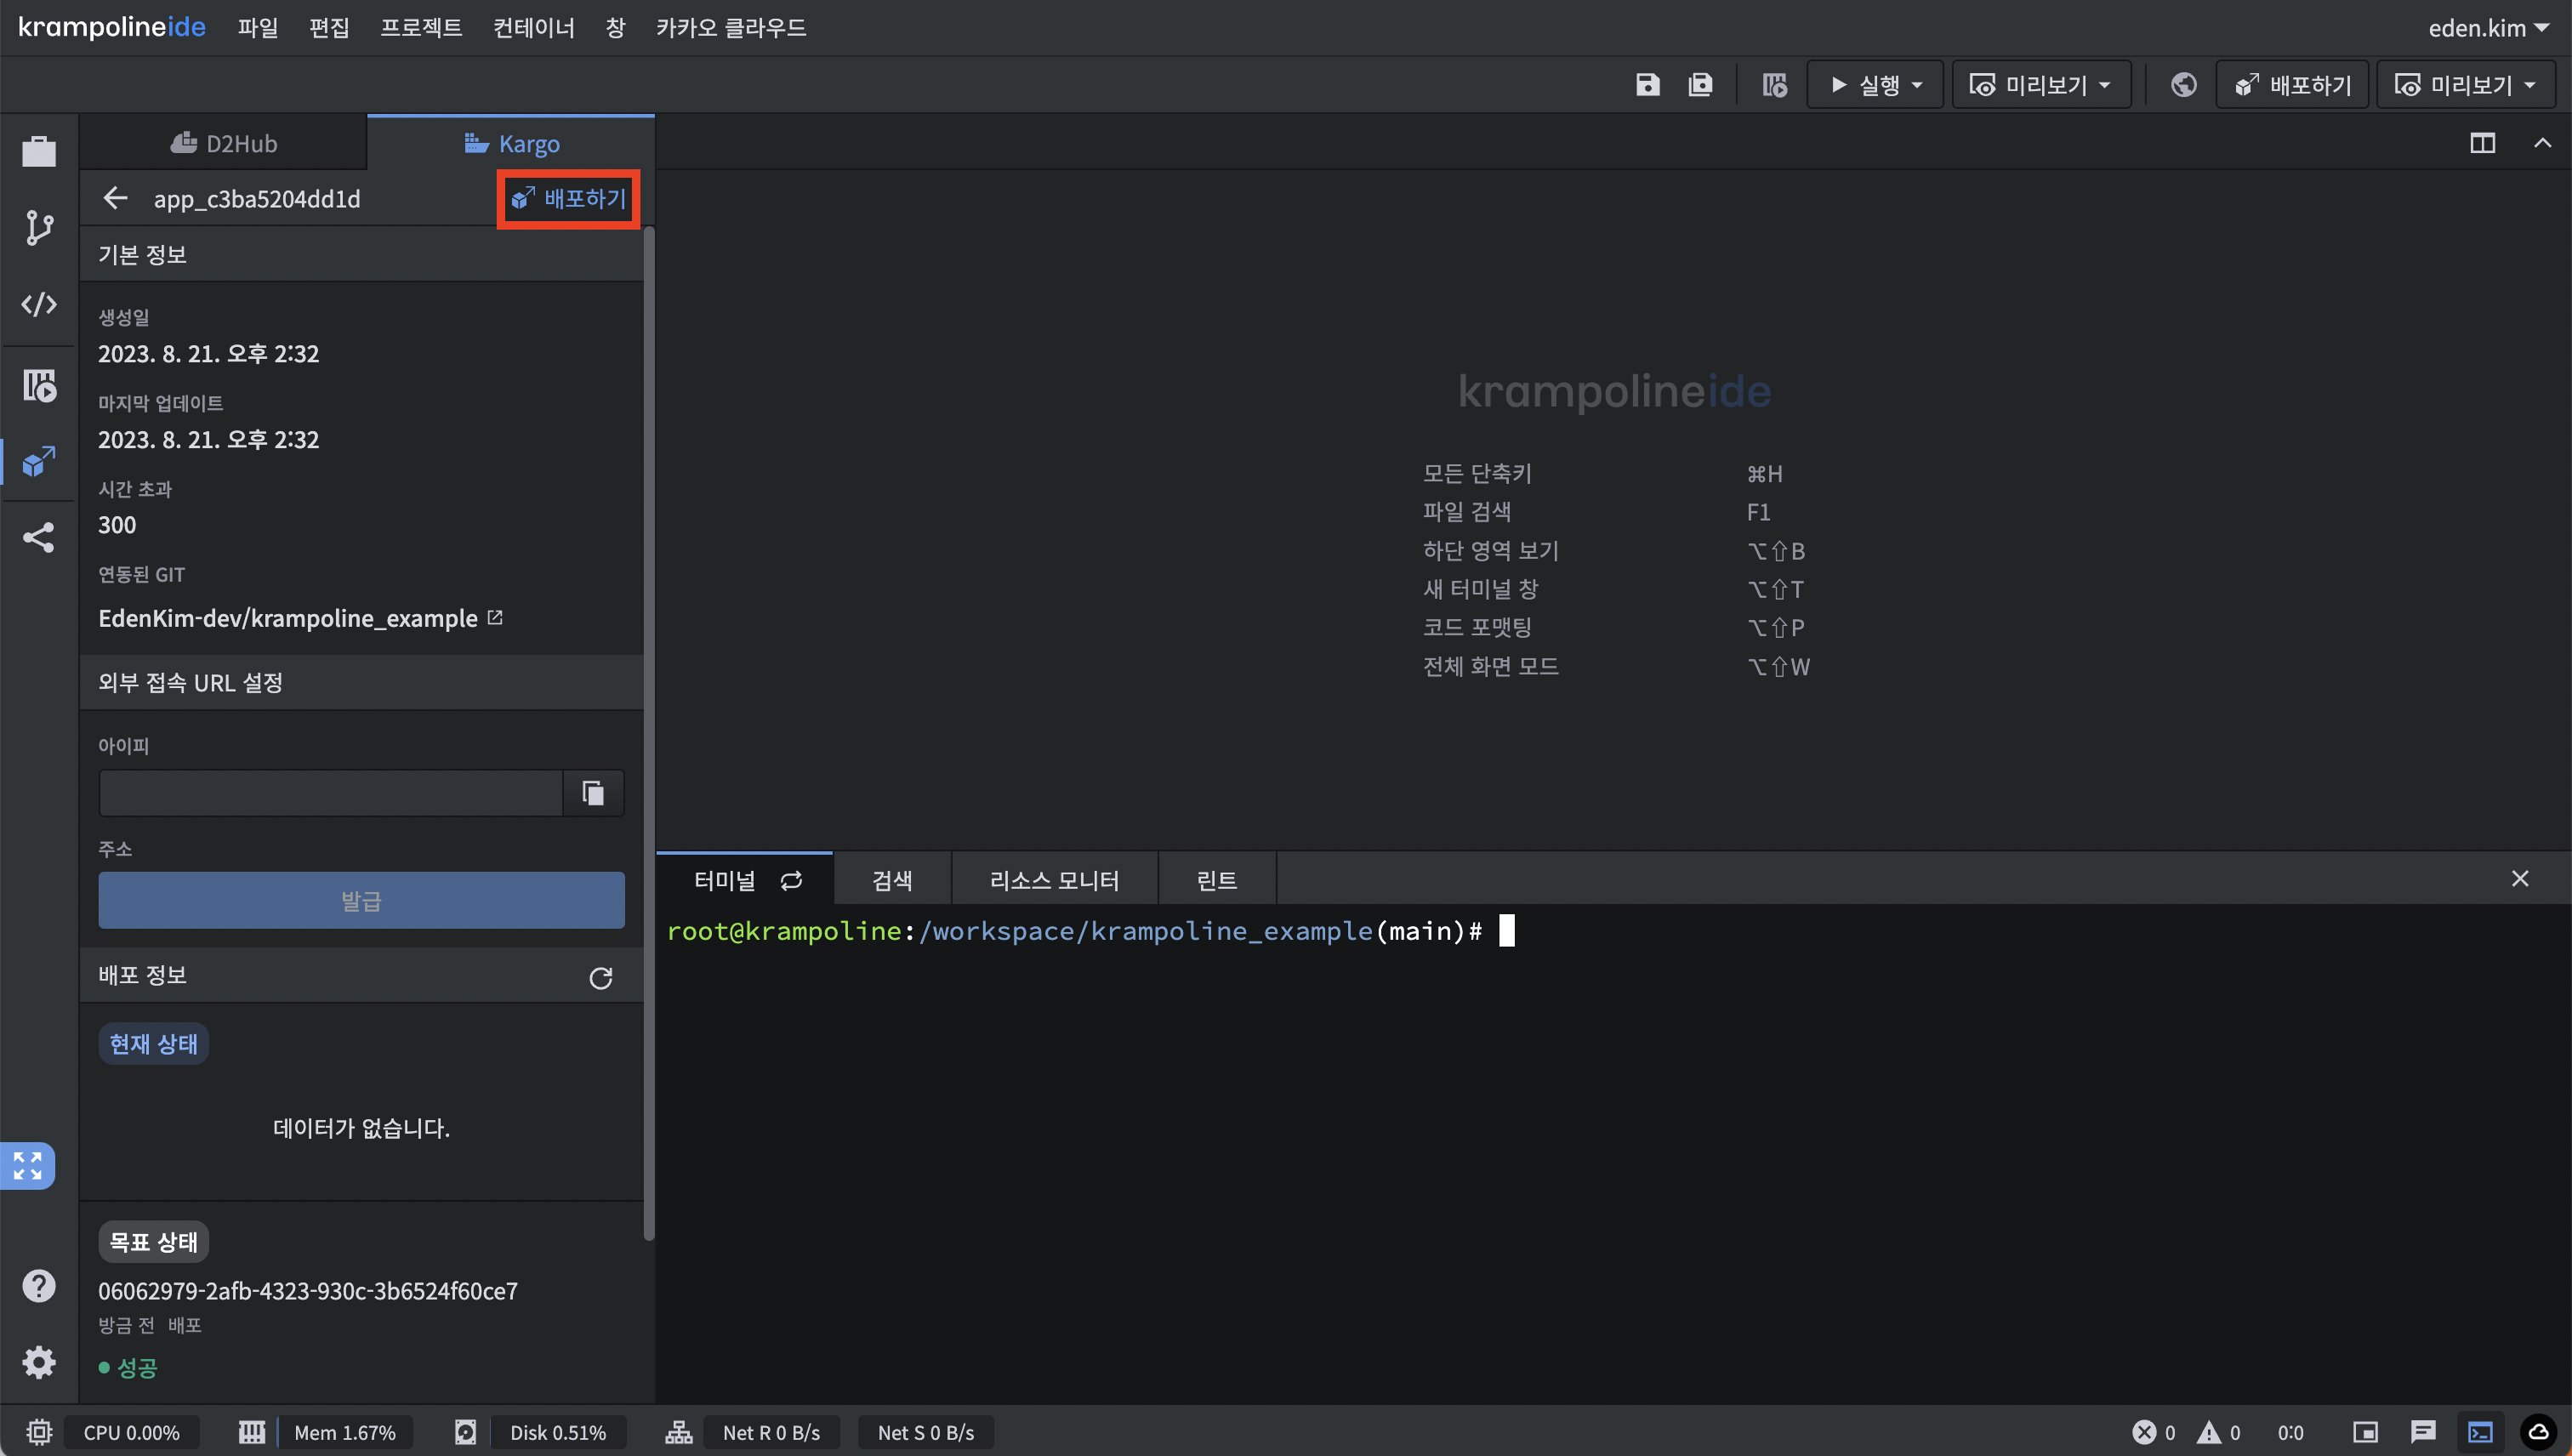 krampolineide 파일 편집 프로젝트 컨테이너 창 카카오 클라우드 eden.kim
실행 미리보기 배포하기 미리보기
D2Hub Kargo
app_c3ba5204dd1d 배포하기
기본 정보
생성일
2023. 8. 21. 오후 2:32
마지막 업데이트
2023. 8. 21. 오후 2:32
시간 초과
300
연동된 GIT
EdenKim-dev/krampoline_example
외부 접속 URL 설정
아이피
주소
발급
배포 정보
현재 상태
데이터가 없습니다.
목표 상태
06062979-2afb-4323-930c-3b6524f60ce7
방금 전 배포
성공
krampolineide
모든 단축키 ⌘H
파일 검색 F1
하단 영역 보기 ⌥⇧B
새 터미널 창 ⌥⇧T
코드 포맷팅 ⌥⇧P
전체 화면 모드 ⌥⇧W
터미널 검색 리소스 모니터 린트
root@krampoline:/workspace/krampoline_example(main)#
CPU 0.00% Mem 1.67% Disk 0.51% Net R 0 B/s Net S 0 B/s 0 0 0:0